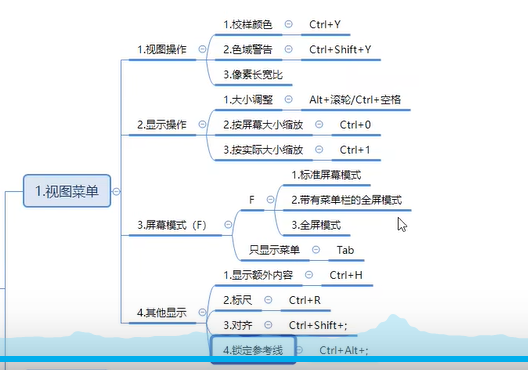 1.视图菜单
1.视图操作
1.校样颜色 Ctrl+Y
2.色域警告 Ctrl+Shift+Y
3.像素长宽比
2.显示操作
1.大小调整 Alt+滚轮/Ctrl+空格
2.按屏幕大小缩放 Ctrl+0
3.按实际大小缩放 Ctrl+1
3.屏幕模式（F）
F
1.标准屏幕模式
2.带有菜单栏的全屏模式
3.全屏模式
只显示菜单 Tab
4.其他显示
1.显示额外内容 Ctrl+H
2.标尺 Ctrl+R
3.对齐 Ctrl+Shift+;
4.锁定参考线 Ctrl+Alt+;